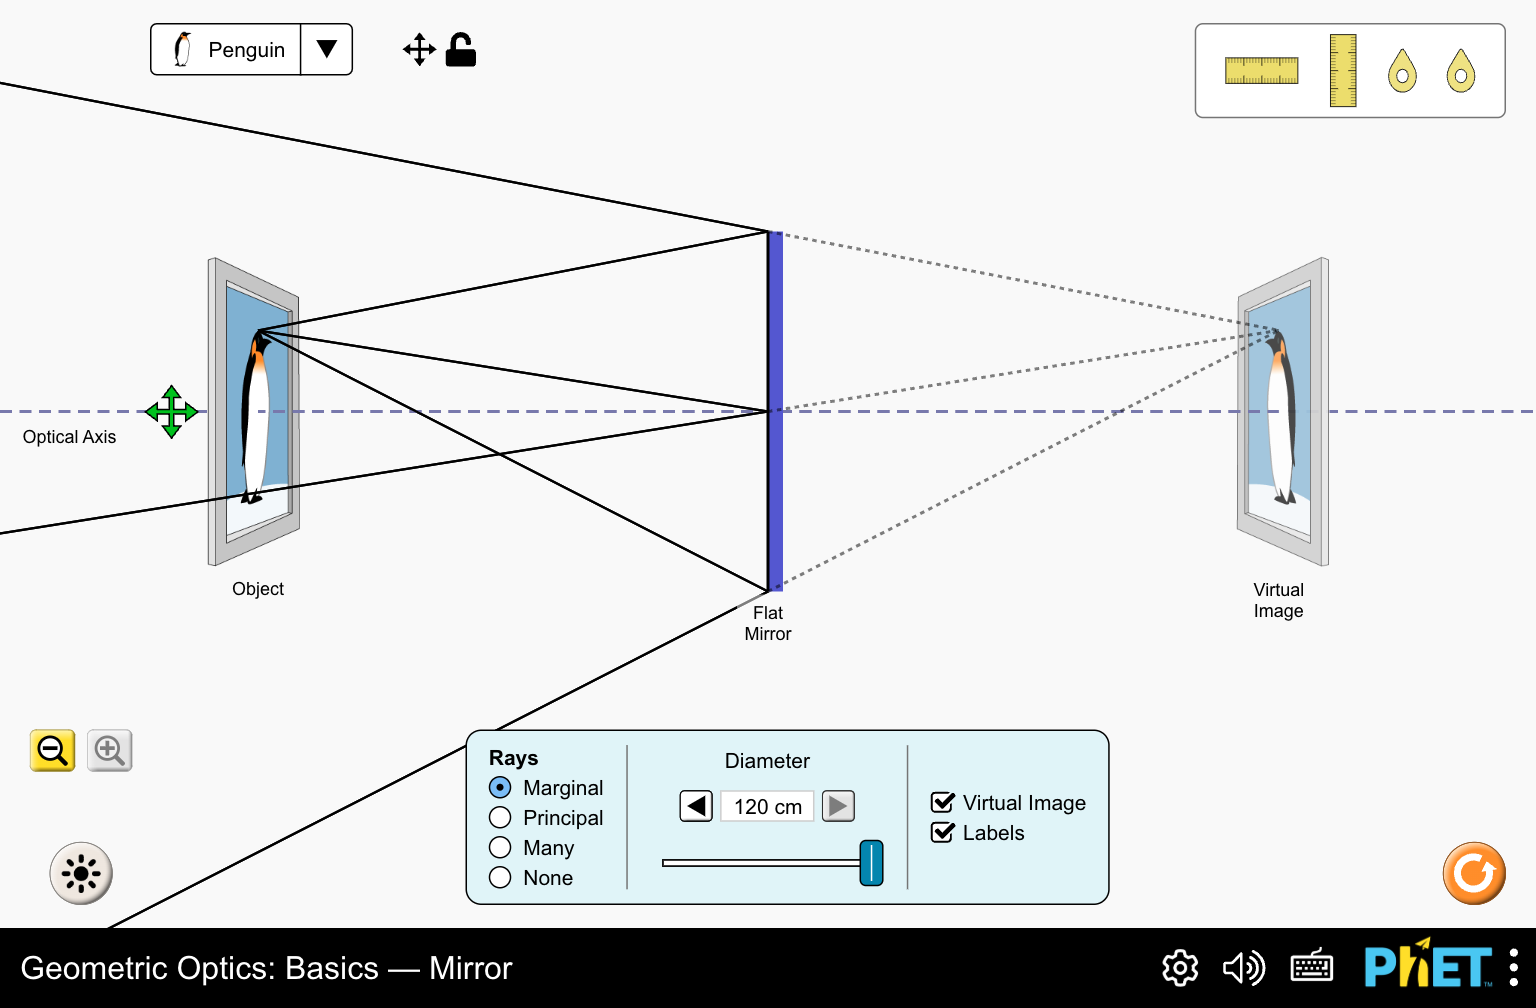 Penguin
Optical Axis
Object
Flat
Mirror
Virtual
Image
Rays
Marginal
Principal
Many
None
Diameter
120 cm
Virtual Image
Labels
Geometric Optics: Basics — Mirror
PhET™